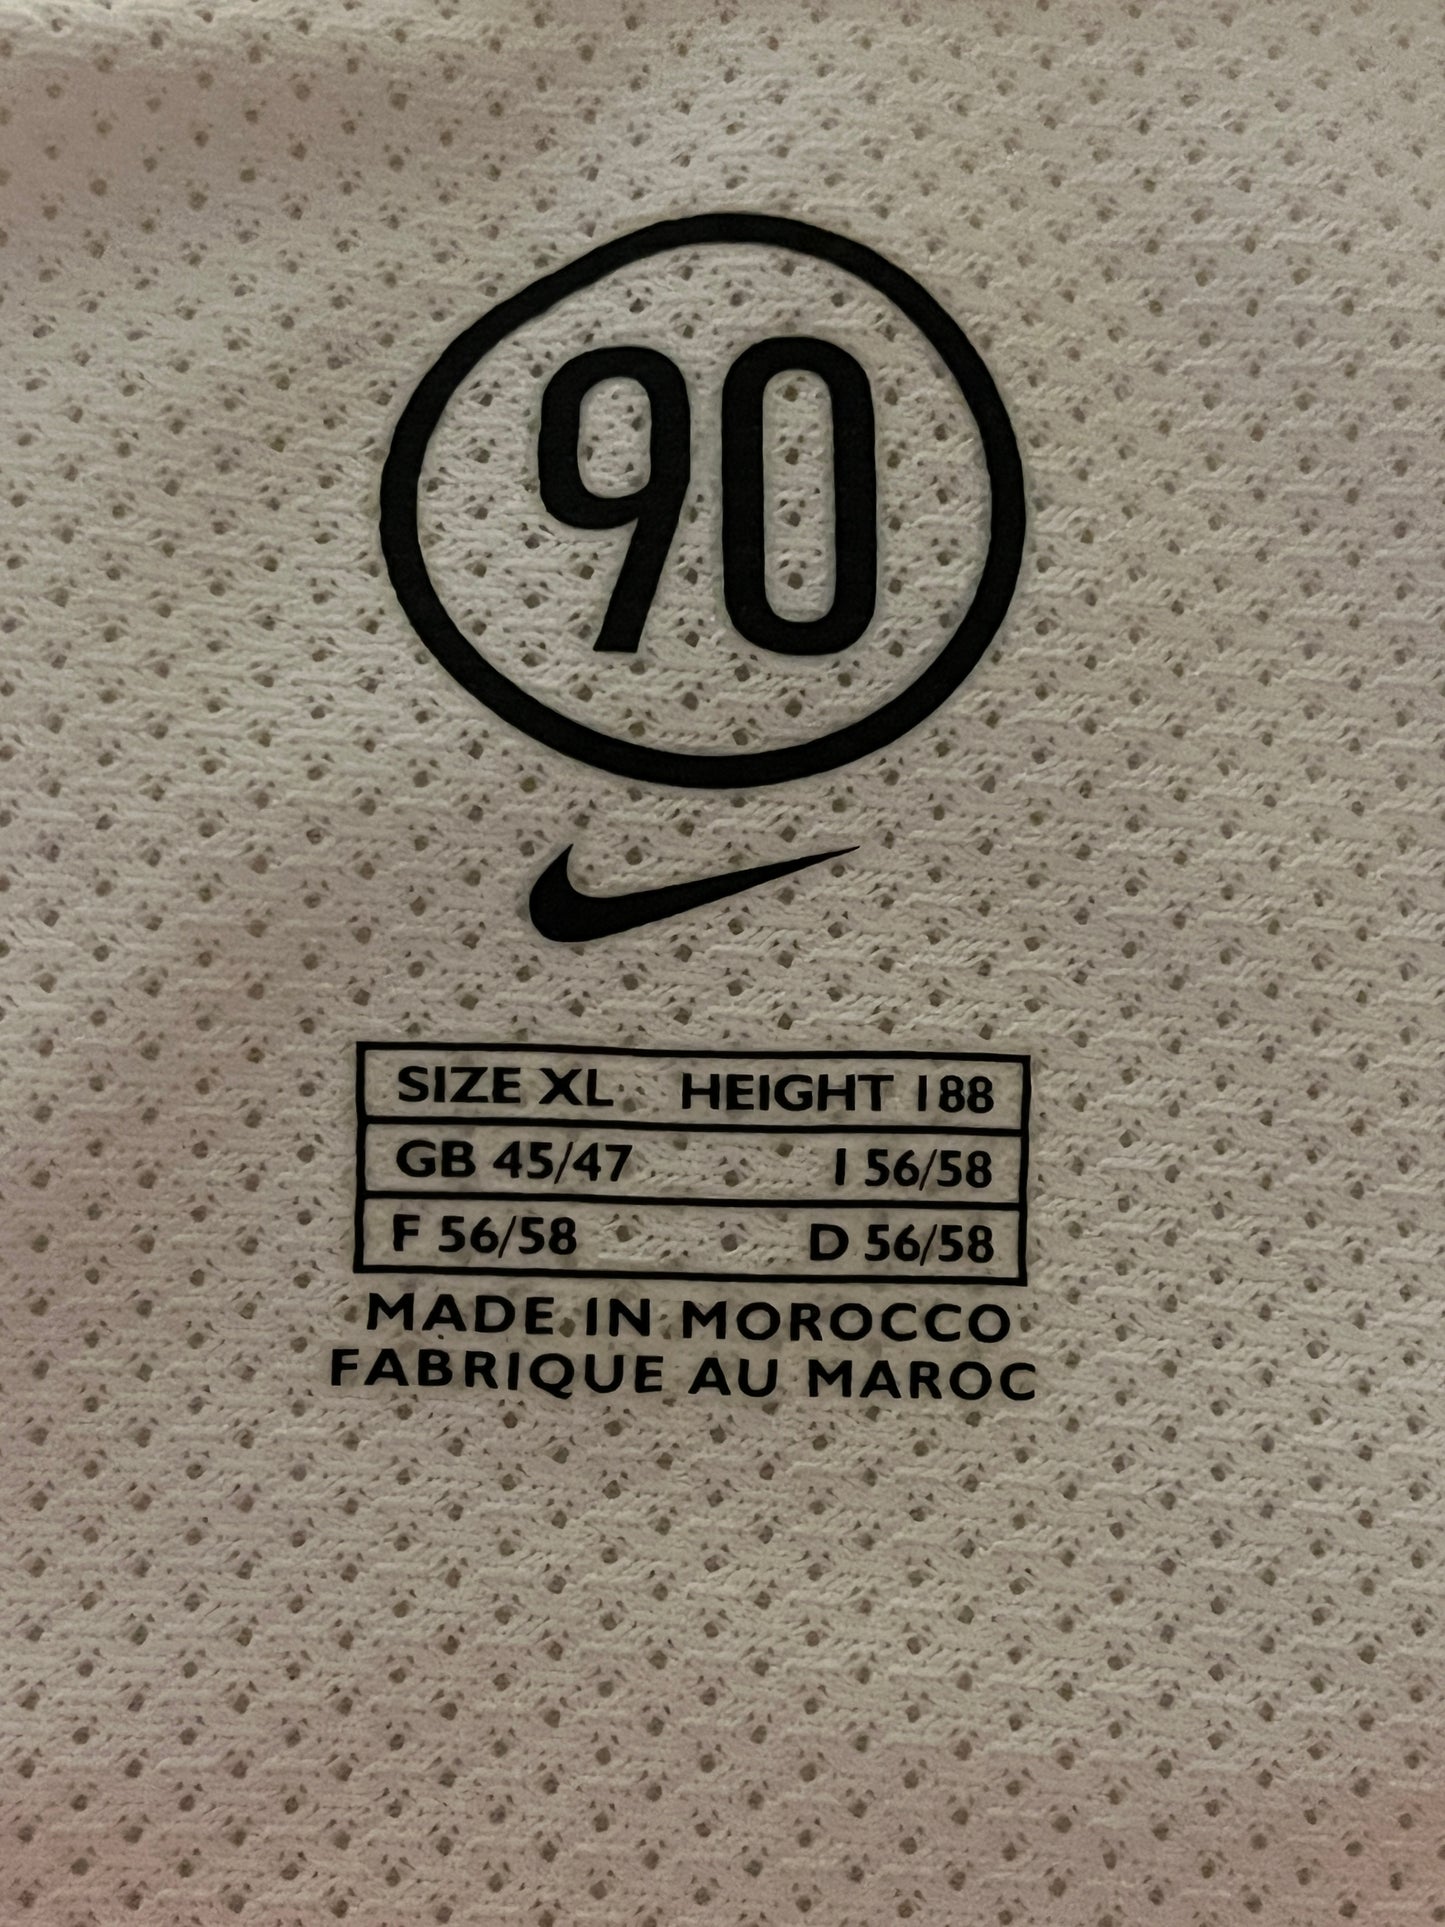 90
SIZE XL HEIGHT 188
GB 45/47 I 56/58
F 56/58 D 56/58
MADE IN MOROCCO
FABRIQUE AU MAROC